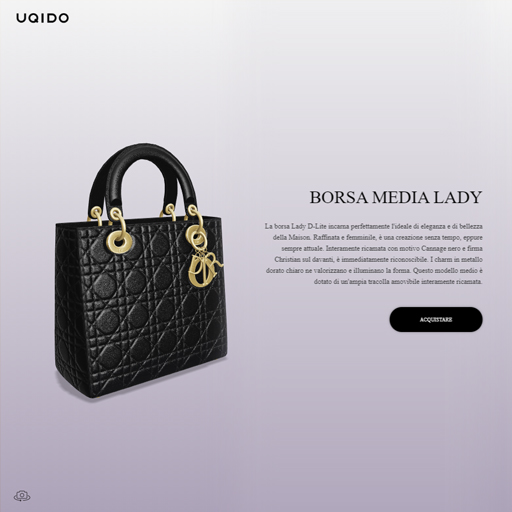 UQIDO
BORSA MEDIA LADY
La borsa Lady D-Lite incarna perfettamente l'ideale di eleganza e di bellezza
della Maison. Raffinata e femminile, è una creazione senza tempo, eppure
sempre attuale. Interamente ricamata con motivo Cannage nero e firma
Christian sul davanti, è immediatamente riconoscibile. I charm in metallo
dorato chiaro ne valorizzano e illuminano la forma. Questo modello medio è
dotato di un'ampia tracolla amovibile interamente ricamata.
ACQUISTARE